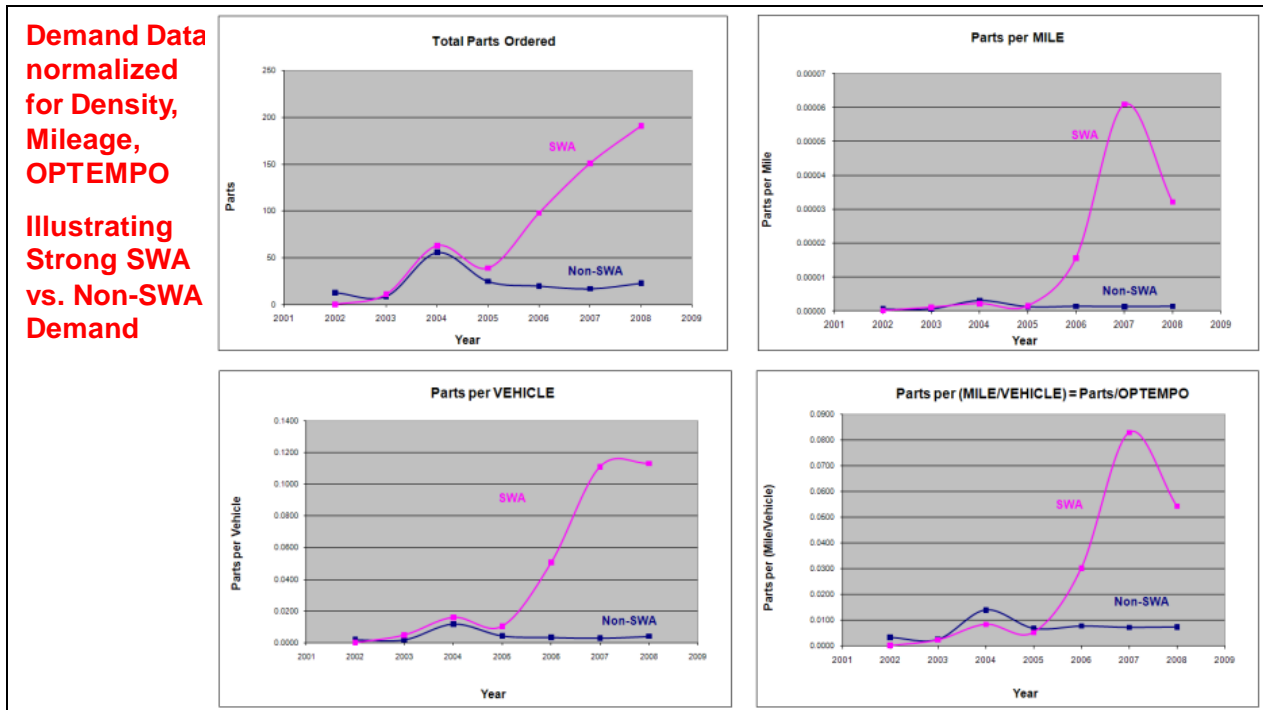 Demand Data
normalized
for Density,
Mileage,
OPTEMPO
Illustrating
Strong SWA
vs. Non-SWA
Demand
Total Parts Ordered
250
200
150
100
50
0
Parts
SWA
Non-SWA
2001 2002 2003 2004 2005 2006 2007 2008 2009
Year
Parts per MILE
0.00007
0.00006
0.00005
0.00004
0.00003
0.00002
0.00001
0.00000
Parts per Mile
SWA
Non-SWA
2001 2002 2003 2004 2005 2006 2007 2008 2009
Year
Parts per VEHICLE
0.1400
0.1200
0.1000
0.0800
0.0600
0.0400
0.0200
0.0000
Parts per Vehicle
SWA
Non-SWA
2001 2002 2003 2004 2005 2006 2007 2008 2009
Year
Parts per (MILE/VEHICLE) = Parts/OPTEMPO
0.0900
0.0800
0.0700
0.0600
0.0500
0.0400
0.0300
0.0200
0.0100
0.0000
Parts per (Mile/Vehicle)
SWA
Non-SWA
2001 2002 2003 2004 2005 2006 2007 2008 2009
Year